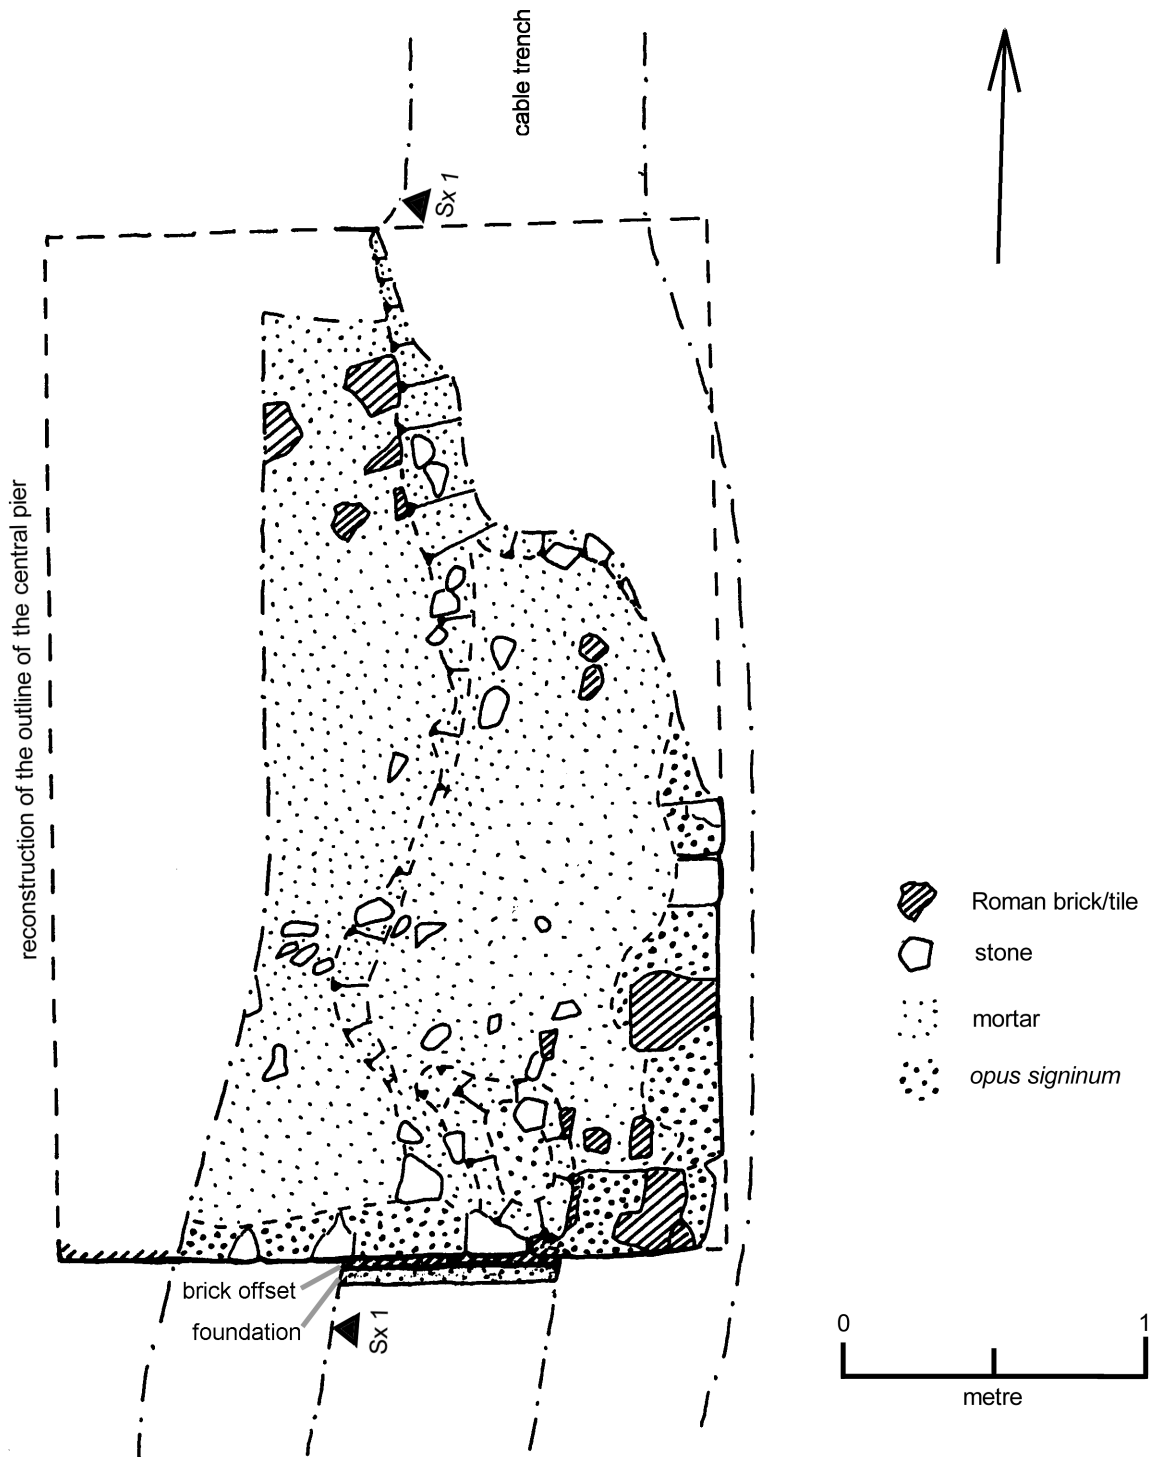 cable trench
Sx 1
reconstruction of the outline of the central pier
Roman brick/tile
stone
mortar
opus signinum
brick offset
foundation
Sx 1
0 1
metre